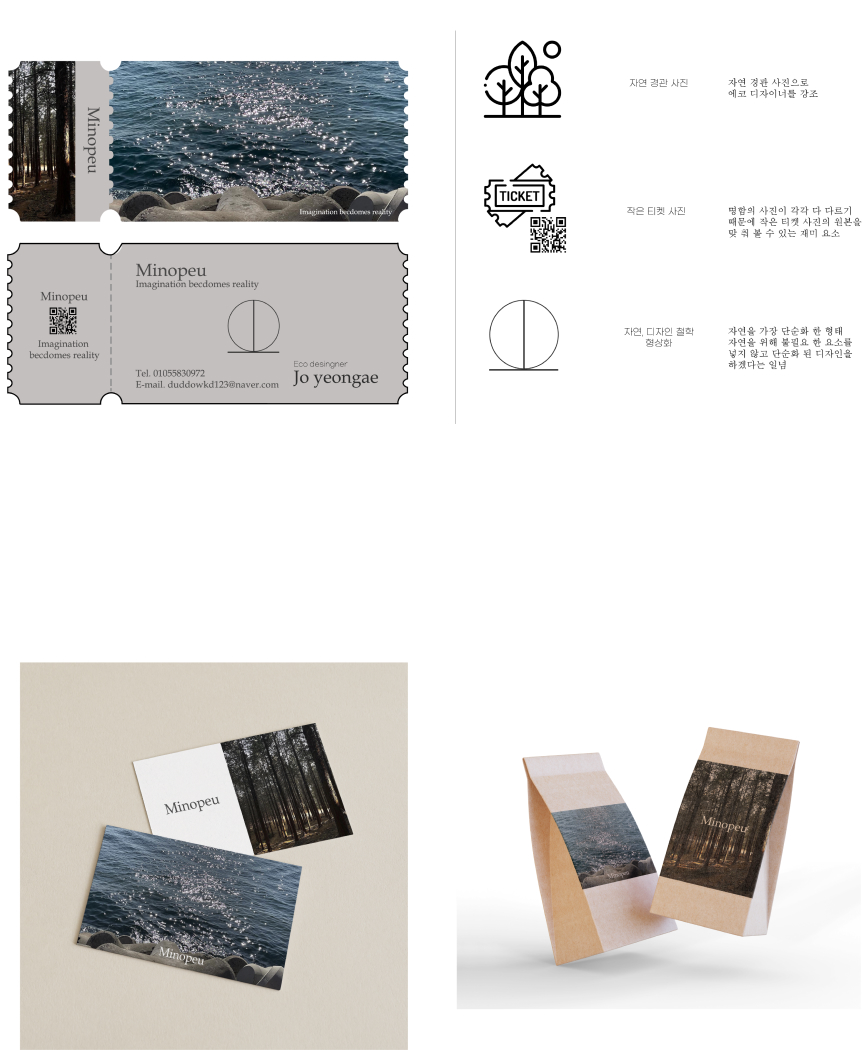 Minopeu
Imagination becdomes reality
Minopeu
Imagination
becdomes reality
Minopeu
Imagination becdomes reality
Tel. 01055830972
E-mail. duddowkd123@naver.com
Eco desingner
Jo yeongae
자연 경관 사진
자연 경관 사진으로
에코 디자이너를 강조
TICKET
작은 티켓 사진
명함의 사진이 각각 다 다르기
때문에 작은 티켓 사진의 원본을
맞 춰 볼 수 있는 재미 요소
자연, 디자인 철학
형상화
자연을 가장 단순화 한 형태
자연을 위해 불필요 한 요소를
넣지 않고 단순화 된 디자인을
하겠다는 일념
Minopeu
Minopeu
Minopeu
Minopeu